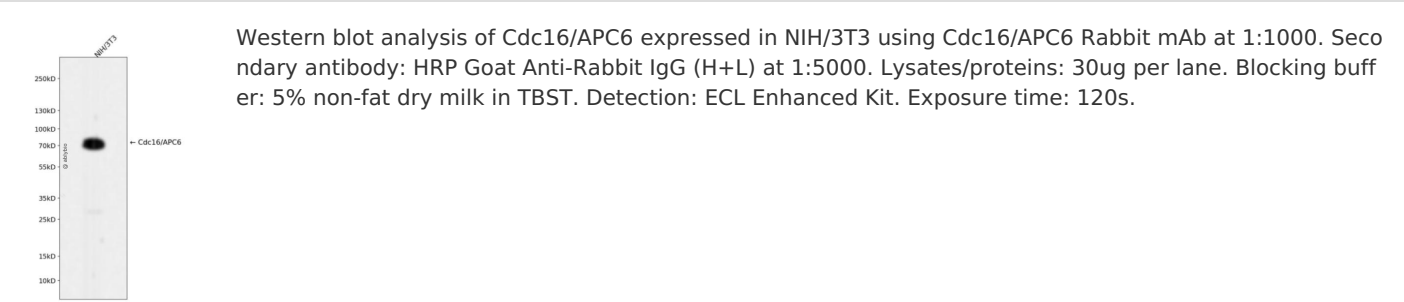 NIH/3T3
250kD
130kD
100kD
70kD
← Cdc16/APC6
55kD
35kD
25kD
15kD
10kD
Western blot analysis of Cdc16/APC6 expressed in NIH/3T3 using Cdc16/APC6 Rabbit mAb at 1:1000. Seco
ndary antibody: HRP Goat Anti-Rabbit IgG (H+L) at 1:5000. Lysates/proteins: 30ug per lane. Blocking buff
er: 5% non-fat dry milk in TBST. Detection: ECL Enhanced Kit. Exposure time: 120s.